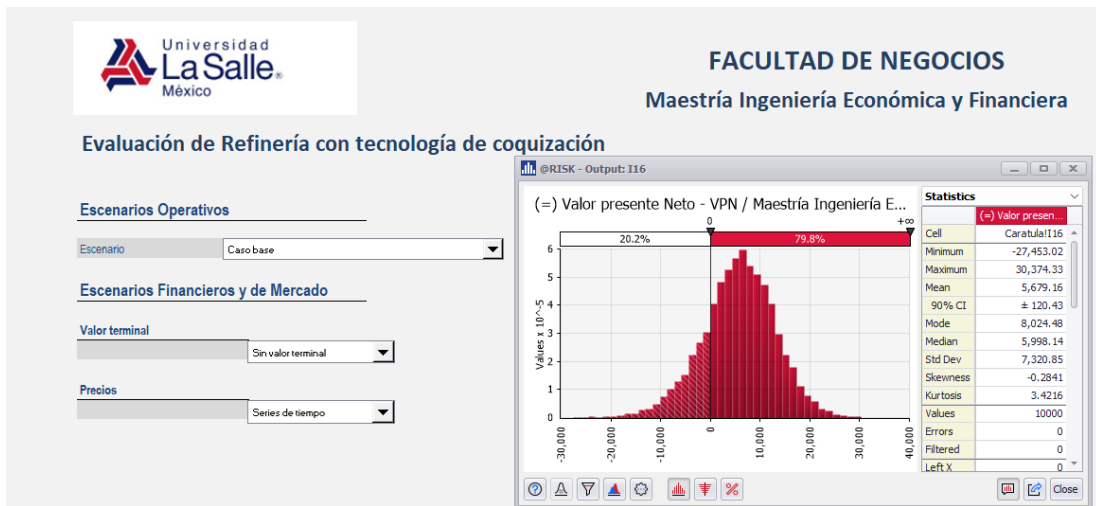 Universidad
La Salle®
México
FACULTAD DE NEGOCIOS
Maestría Ingeniería Económica y Financiera
Evaluación de Refinería con tecnología de coquización
Escenarios Operativos
Escenario
Caso base
Escenarios Financieros y de Mercado
Valor terminal
Sin valor terminal
Precios
Series de tiempo
@RISK - Output: I16
(=) Valor presente Neto - VPN / Maestría Ingeniería E...
0
+∞
20.2%
79.8%
6
5
4
3
2
1
0
Values x 10^-5
-30,000
-20,000
-10,000
0
10,000
20,000
30,000
40,000
Statistics
(=) Valor presen...
Cell Caratula!I16
Minimum -27,453.02
Maximum 30,374.33
Mean 5,679.16
90% CI ± 120.43
Mode 8,024.48
Median 5,998.14
Std Dev 7,320.85
Skewness -0.2841
Kurtosis 3.4216
Values 10000
Errors 0
Filtered 0
Left X 0
Close